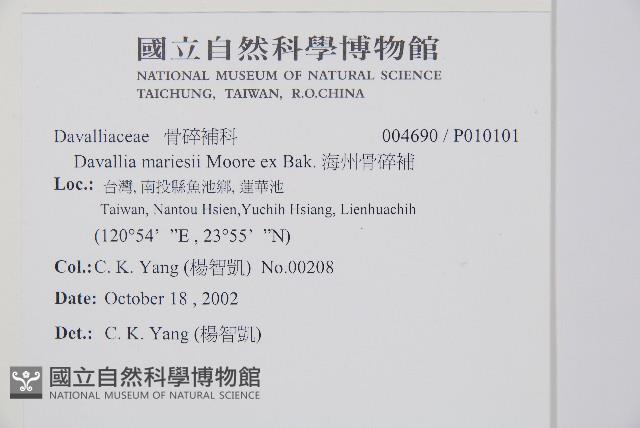 國立自然科學博物館
NATIONAL MUSEUM OF NATURAL SCIENCE
TAICHUNG, TAIWAN, R.O.CHINA
Davalliaceae 骨碎補科 004690 / P010101
Davallia mariesii Moore ex Bak. 海州骨碎補
Loc.: 台灣, 南投縣魚池鄉, 蓮華池
Taiwan, Nantou Hsien,Yuchih Hsiang, Lienhuachih
(120°54’ ”E , 23°55’ ”N)
Col.:C. K. Yang (楊智凱) No.00208
Date: October 18 , 2002
Det.: C. K. Yang (楊智凱)
國立自然科學博物館
NATIONAL MUSEUM OF NATURAL SCIENCE